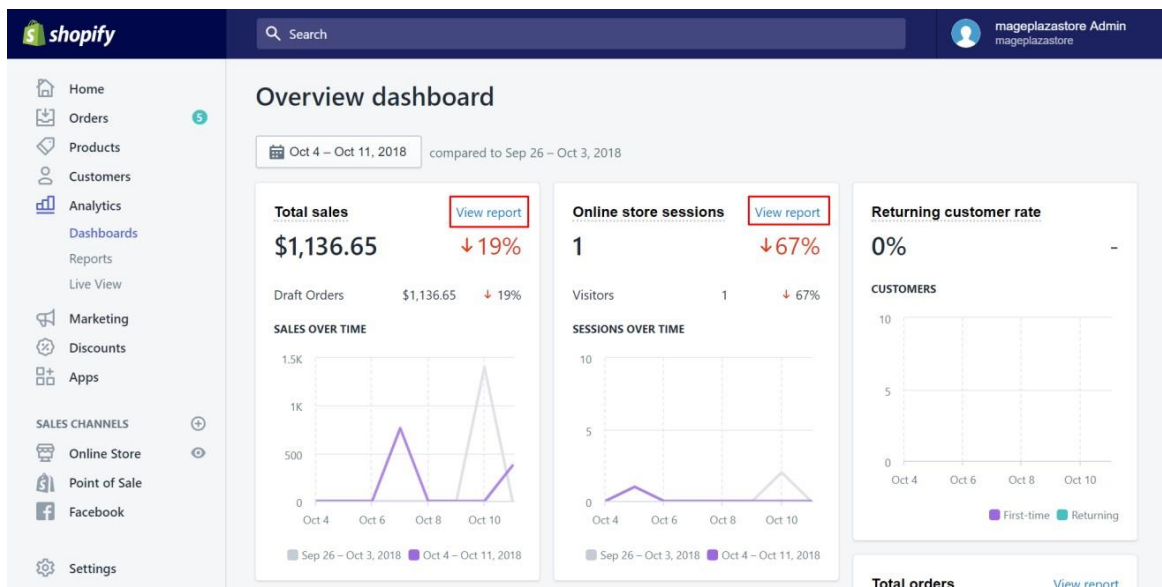 shopify
Search
mageplazastore Admin
mageplazastore
Home
Orders 5
Products
Customers
Analytics
Dashboards
Reports
Live View
Marketing
Discounts
Apps
SALES CHANNELS
Online Store
Point of Sale
Facebook
Settings
Overview dashboard
Oct 4 – Oct 11, 2018 compared to Sep 26 – Oct 3, 2018
Total sales View report
$1,136.65 ↓19%
Draft Orders $1,136.65 ↓ 19%
SALES OVER TIME
1.5K
1K
500
0
Oct 4 Oct 6 Oct 8 Oct 10
Sep 26 – Oct 3, 2018 Oct 4 – Oct 11, 2018
Online store sessions View report
1 ↓67%
Visitors 1 ↓ 67%
SESSIONS OVER TIME
10
5
0
Oct 4 Oct 6 Oct 8 Oct 10
Sep 26 – Oct 3, 2018 Oct 4 – Oct 11, 2018
Returning customer rate
0% -
CUSTOMERS
10
5
0
Oct 4 Oct 6 Oct 8 Oct 10
First-time Returning
Total orders View report